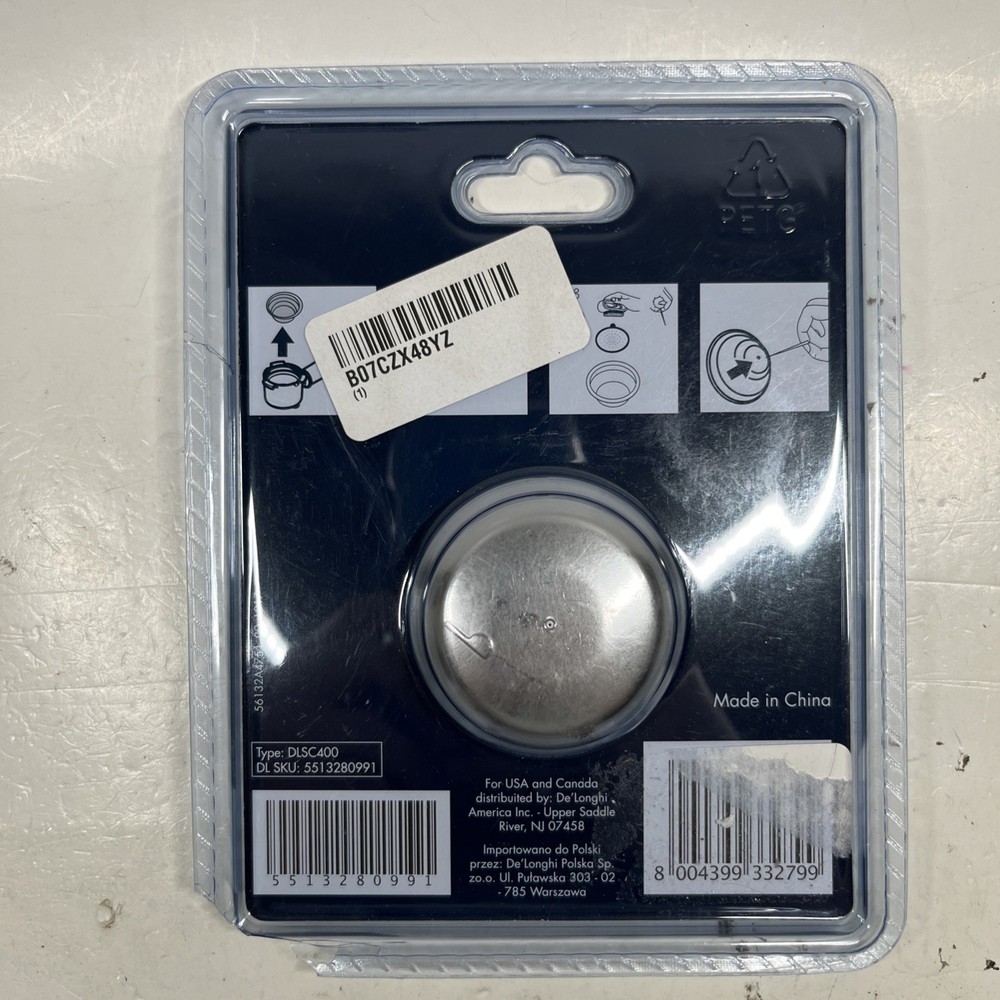 PETG
B07CZX48YZ
(1)
Made in China
Type: DLSC400
DL SKU: 5513280991
For USA and Canada
distribuited by: De'Longhi
America Inc. - Upper Saddle
River, NJ 07458
Importowano do Polski
przez: De'Longhi Polska Sp.
zo.o. Ul. Puławska 303 - 02
- 785 Warszawa
5513280991
8 004399 332799